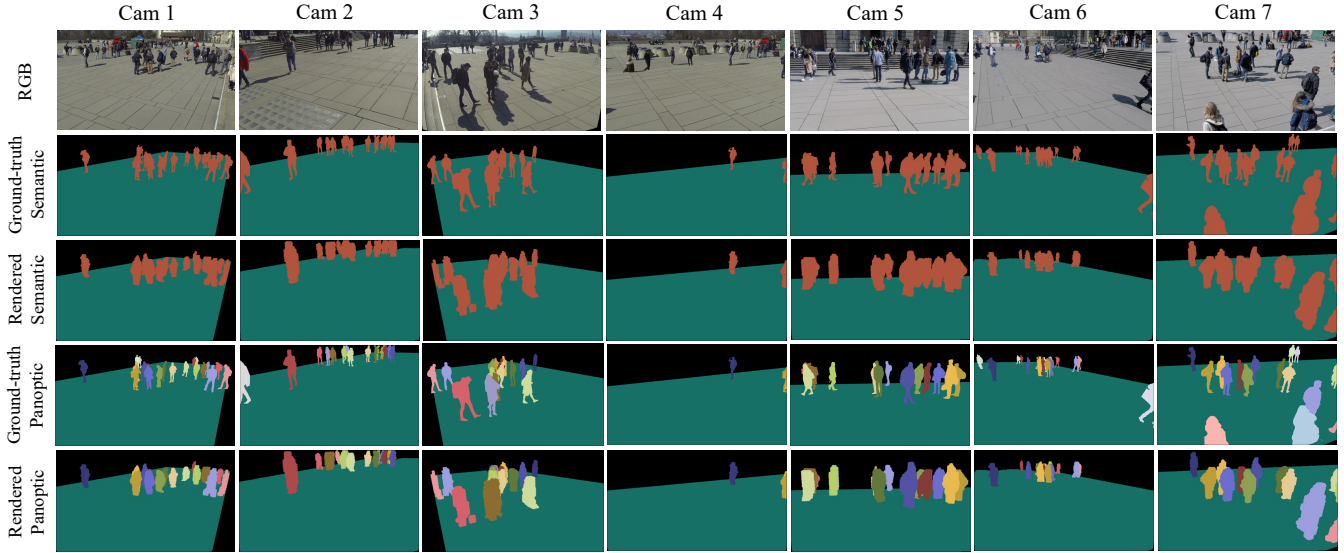 Cam 1 Cam 2 Cam 3 Cam 4 Cam 5 Cam 6 Cam 7
RGB
Ground-truth
Semantic
Rendered
Semantic
Ground-truth
Panoptic
Rendered
Panoptic